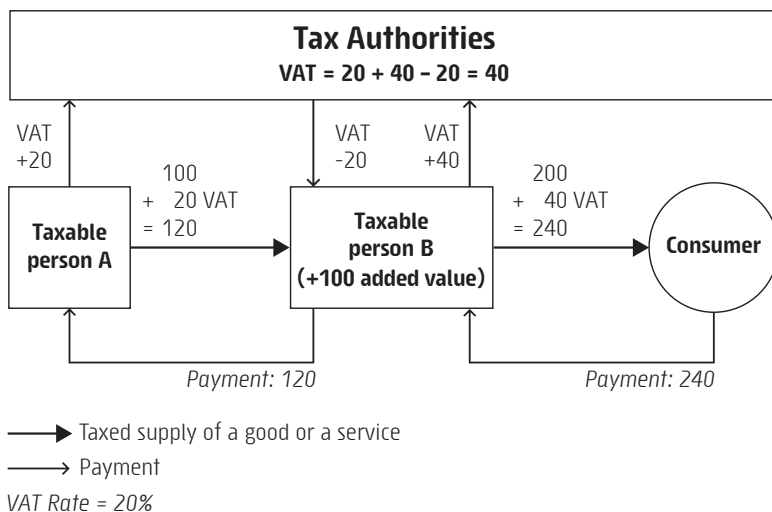 Tax Authorities
VAT = 20 + 40 – 20 = 40
VAT
+20
VAT
-20
VAT
+40
100
+ 20 VAT
= 120
200
+ 40 VAT
= 240
Taxable
person A
Taxable
person B
(+100 added value)
Consumer
Payment: 120
Payment: 240
Taxed supply of a good or a service
Payment
VAT Rate = 20%